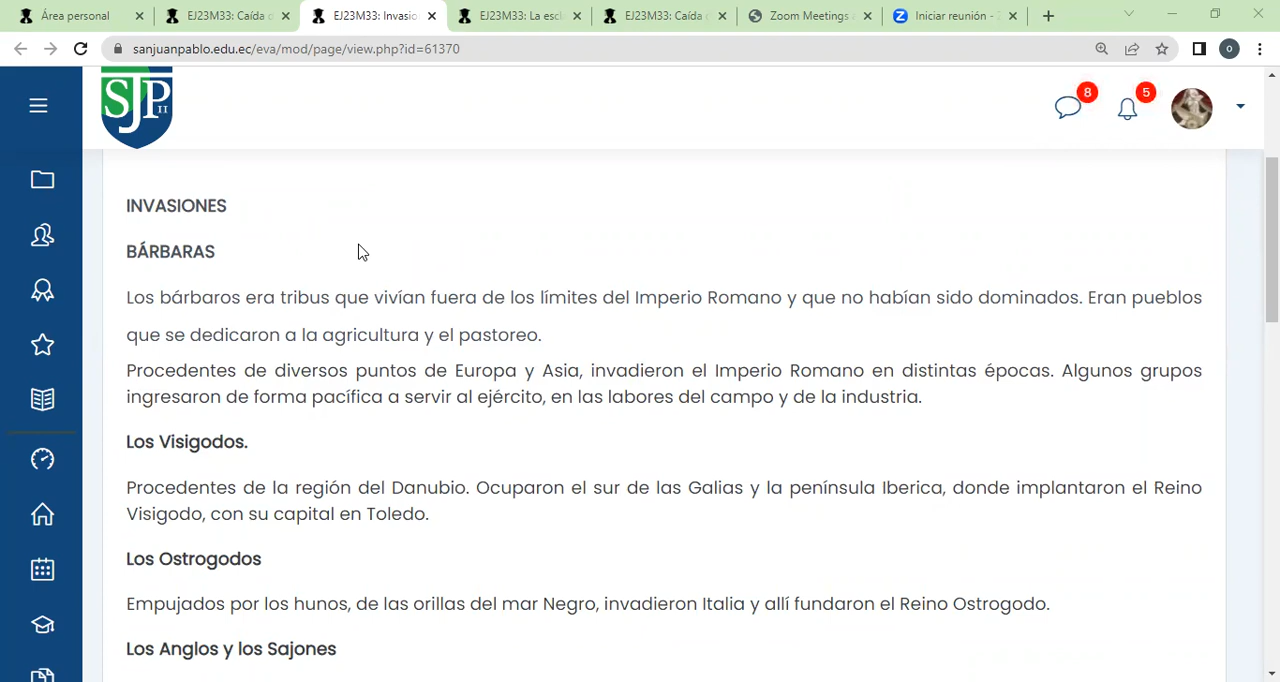 Área personal
EJ23M33: Caída d
EJ23M33: Invasio
EJ23M33: La escl
EJ23M33: Caída d
Zoom Meetings a
Iniciar reunión -
sanjuanpablo.edu.ec/eva/mod/page/view.php?id=61370
O
SJP
II
8
5
INVASIONES
BÁRBARAS
Los bárbaros era tribus que vivían fuera de los límites del Imperio Romano y que no habían sido dominados. Eran pueblos
que se dedicaron a la agricultura y el pastoreo.
Procedentes de diversos puntos de Europa y Asia, invadieron el Imperio Romano en distintas épocas. Algunos grupos
ingresaron de forma pacífica a servir al ejército, en las labores del campo y de la industria.
Los Visigodos.
Procedentes de la región del Danubio. Ocuparon el sur de las Galias y la península Iberica, donde implantaron el Reino
Visigodo, con su capital en Toledo.
Los Ostrogodos
Empujados por los hunos, de las orillas del mar Negro, invadieron Italia y allí fundaron el Reino Ostrogodo.
Los Anglos y los Sajones